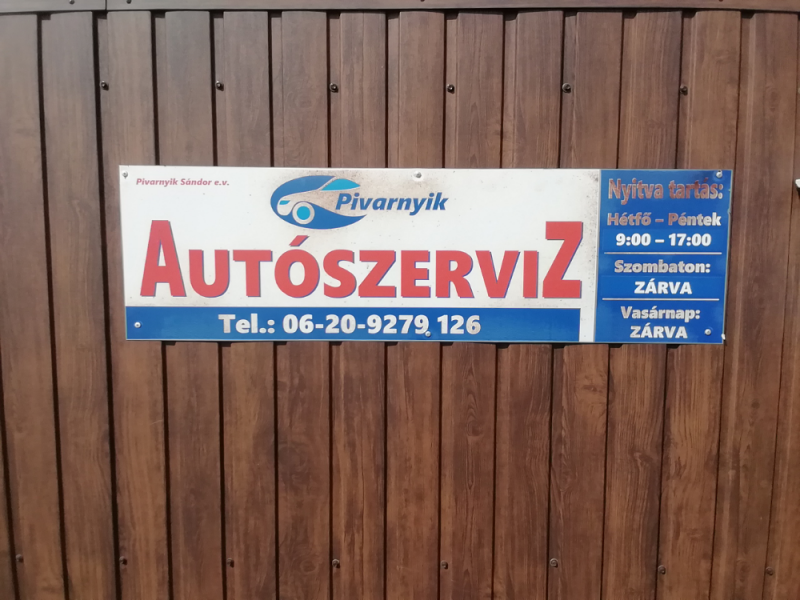 Pivarnyik Sándor e.v.
Pivarnyik
AUTÓSZERVIZ
Tel.: 06-20-9279 126
Nyitva tartás:
Hétfő – Péntek
9:00 – 17:00
Szombaton:
ZÁRVA
Vasárnap:
ZÁRVA